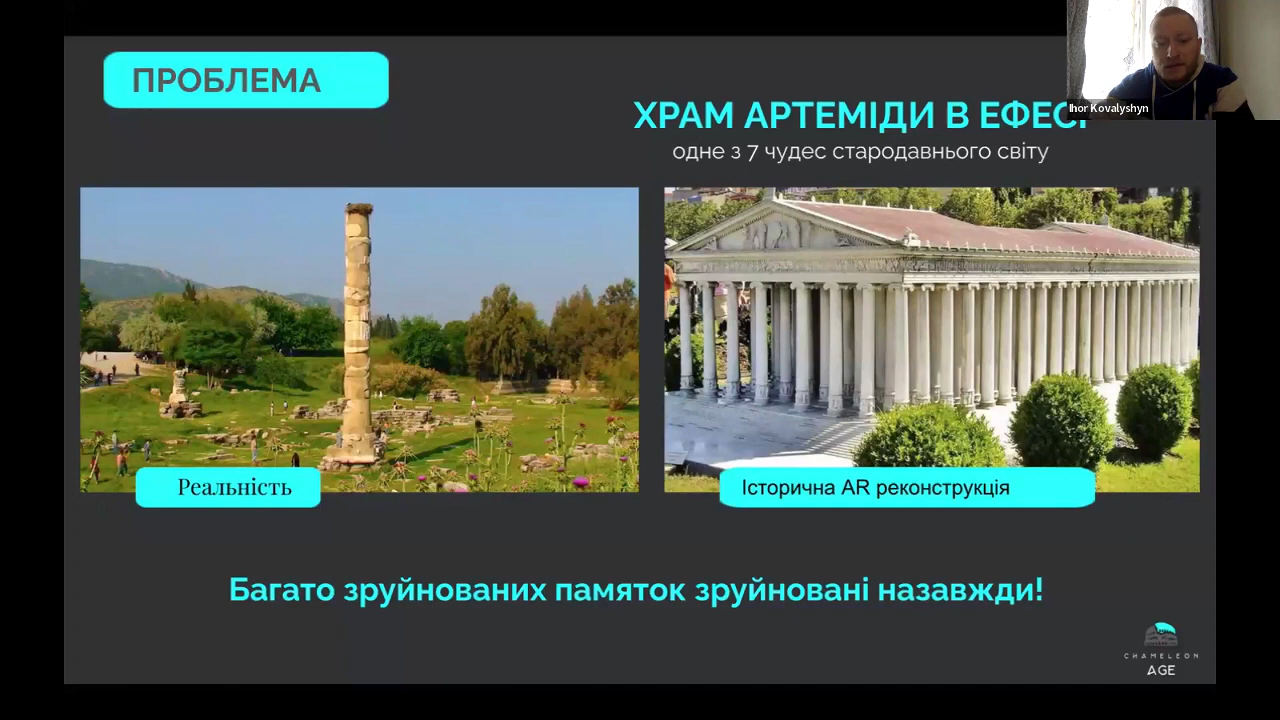 ПРОБЛЕМА
Ihor Kovalyshyn
ХРАМ АРТЕМІДИ В ЕФЕСІ
одне з 7 чудес стародавнього світу
Реальність
Історична AR реконструкція
Багато зруйнованих памяток зруйновані назавжди!
CHAMELEON
AGE